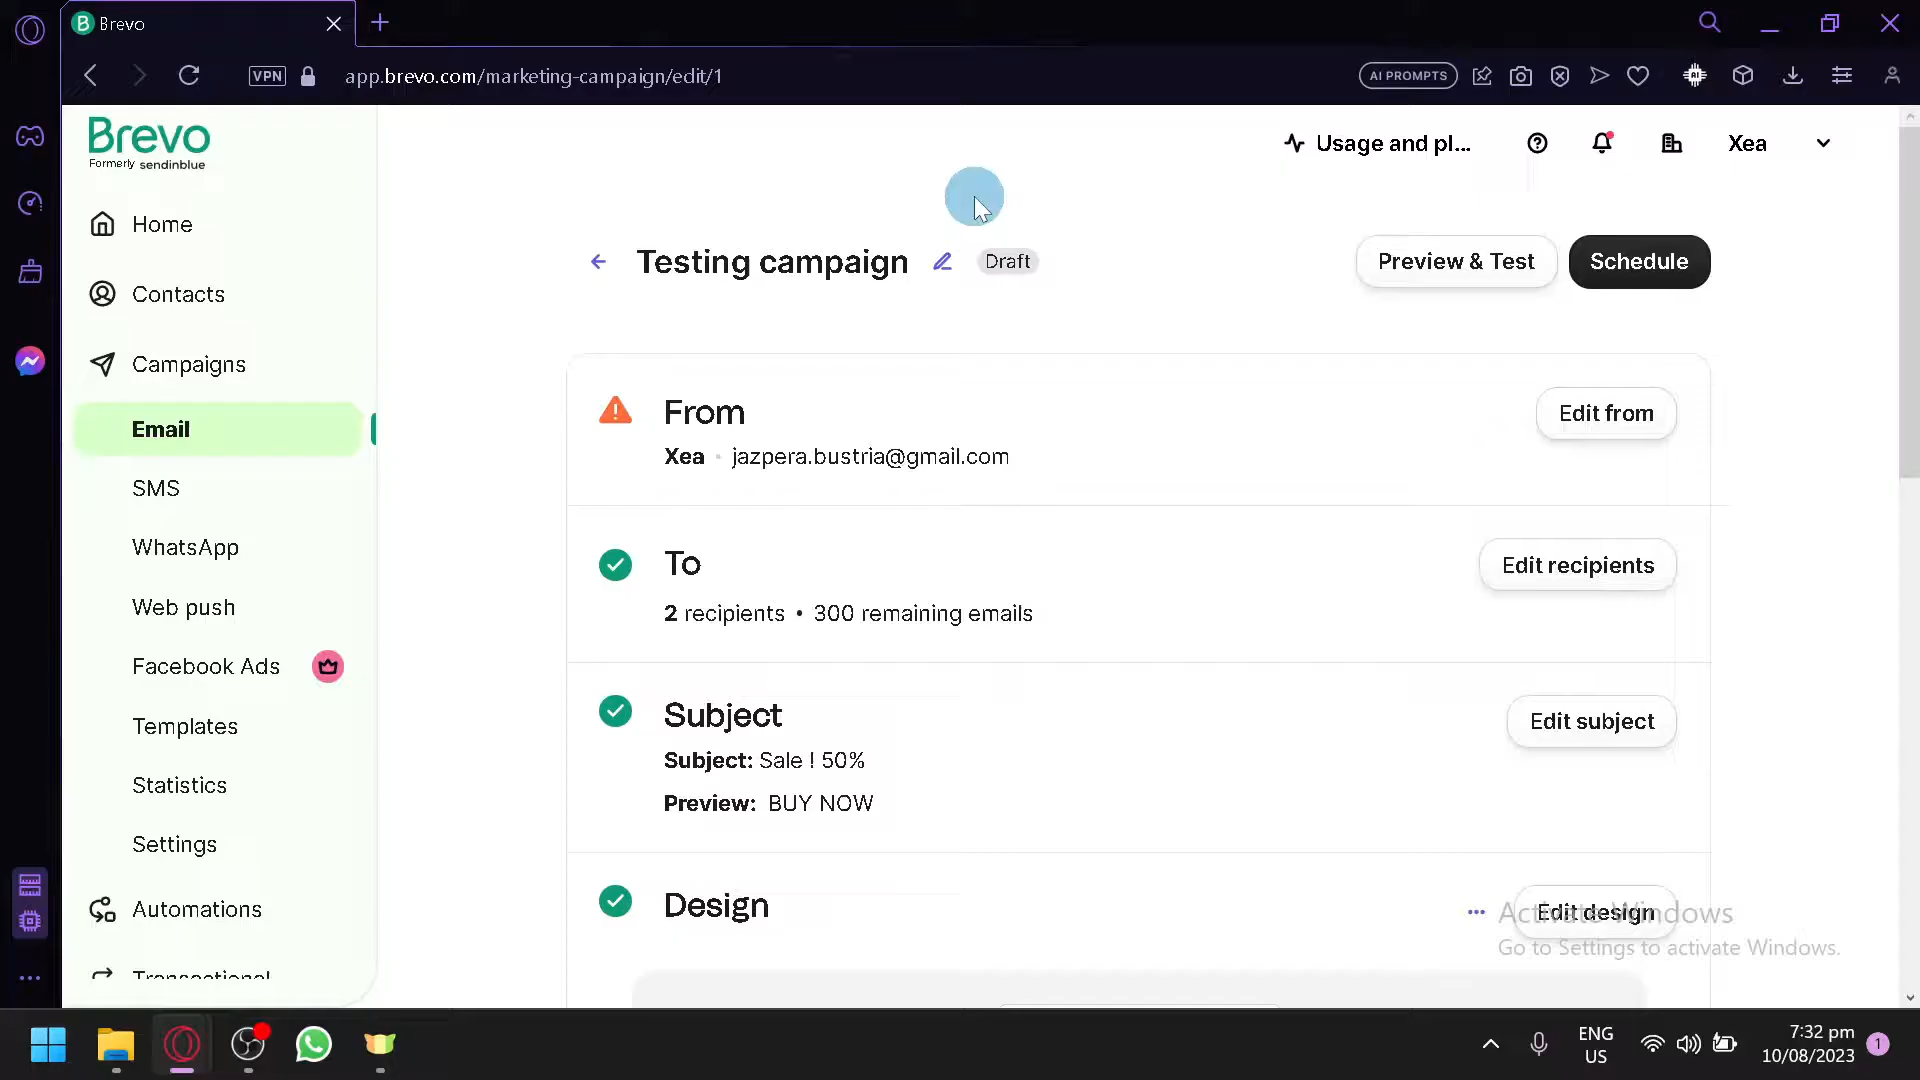 Brevo
VPN
app.brevo.com/marketing-campaign/edit/1
AI PROMPTS
Brevo
Formerly sendinblue
Usage and pl...
Xea
Home
Contacts
Campaigns
Email
SMS
WhatsApp
Web push
Facebook Ads
Templates
Statistics
Settings
Automations
Transactional
Testing campaign
Draft
Preview & Test
Schedule
From
Xea • jazpera.bustria@gmail.com
Edit from
To
2 recipients • 300 remaining emails
Edit recipients
Subject
Subject: Sale ! 50%
Preview: BUY NOW
Edit subject
Design
Edit design
Activate Windows
Go to Settings to activate Windows.
ENG
US
7:32 pm
10/08/2023
1